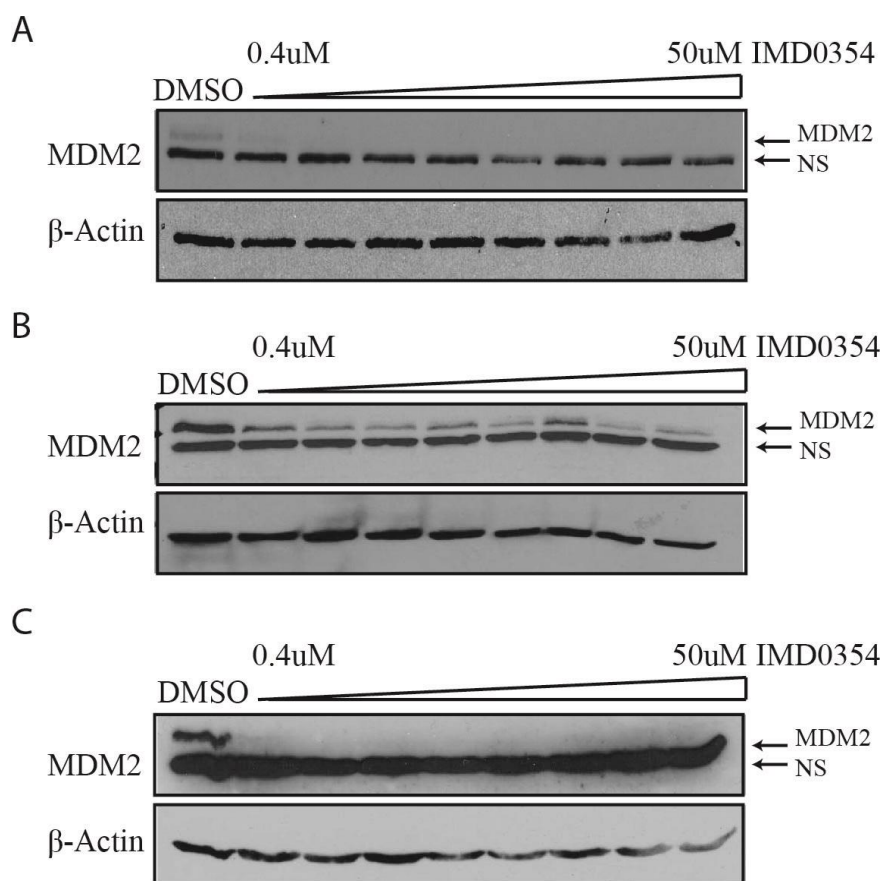 A
0.4uM 50uM IMD0354
DMSO
MDM2
MDM2
NS
β-Actin
B
0.4uM 50uM IMD0354
DMSO
MDM2
MDM2
NS
β-Actin
C
0.4uM 50uM IMD0354
DMSO
MDM2
MDM2
NS
β-Actin